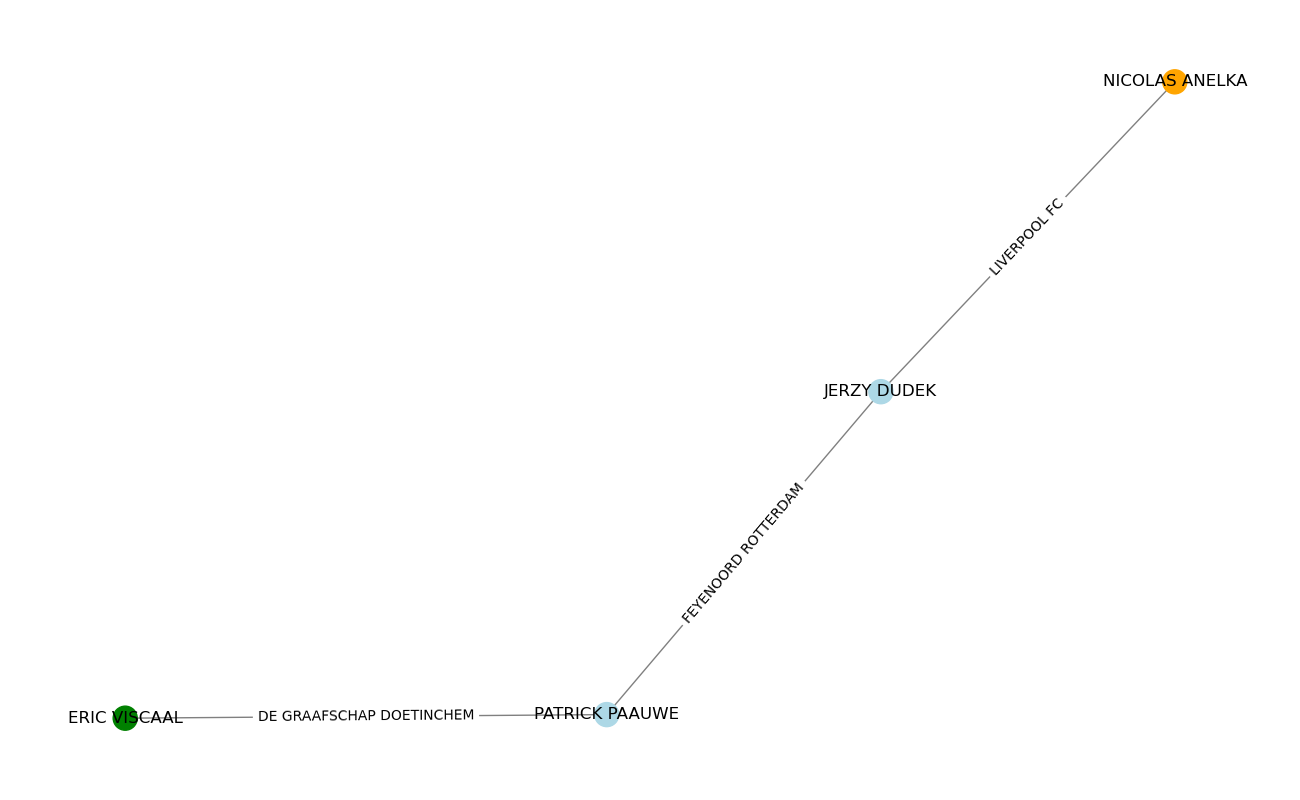 NICOLAS ANELKA
LIVERPOOL FC
JERZY DUDEK
FEYENOORD ROTTERDAM
ERIC VISCAAL
DE GRAAFSCHAP DOETINCHEM
PATRICK PAAUWE